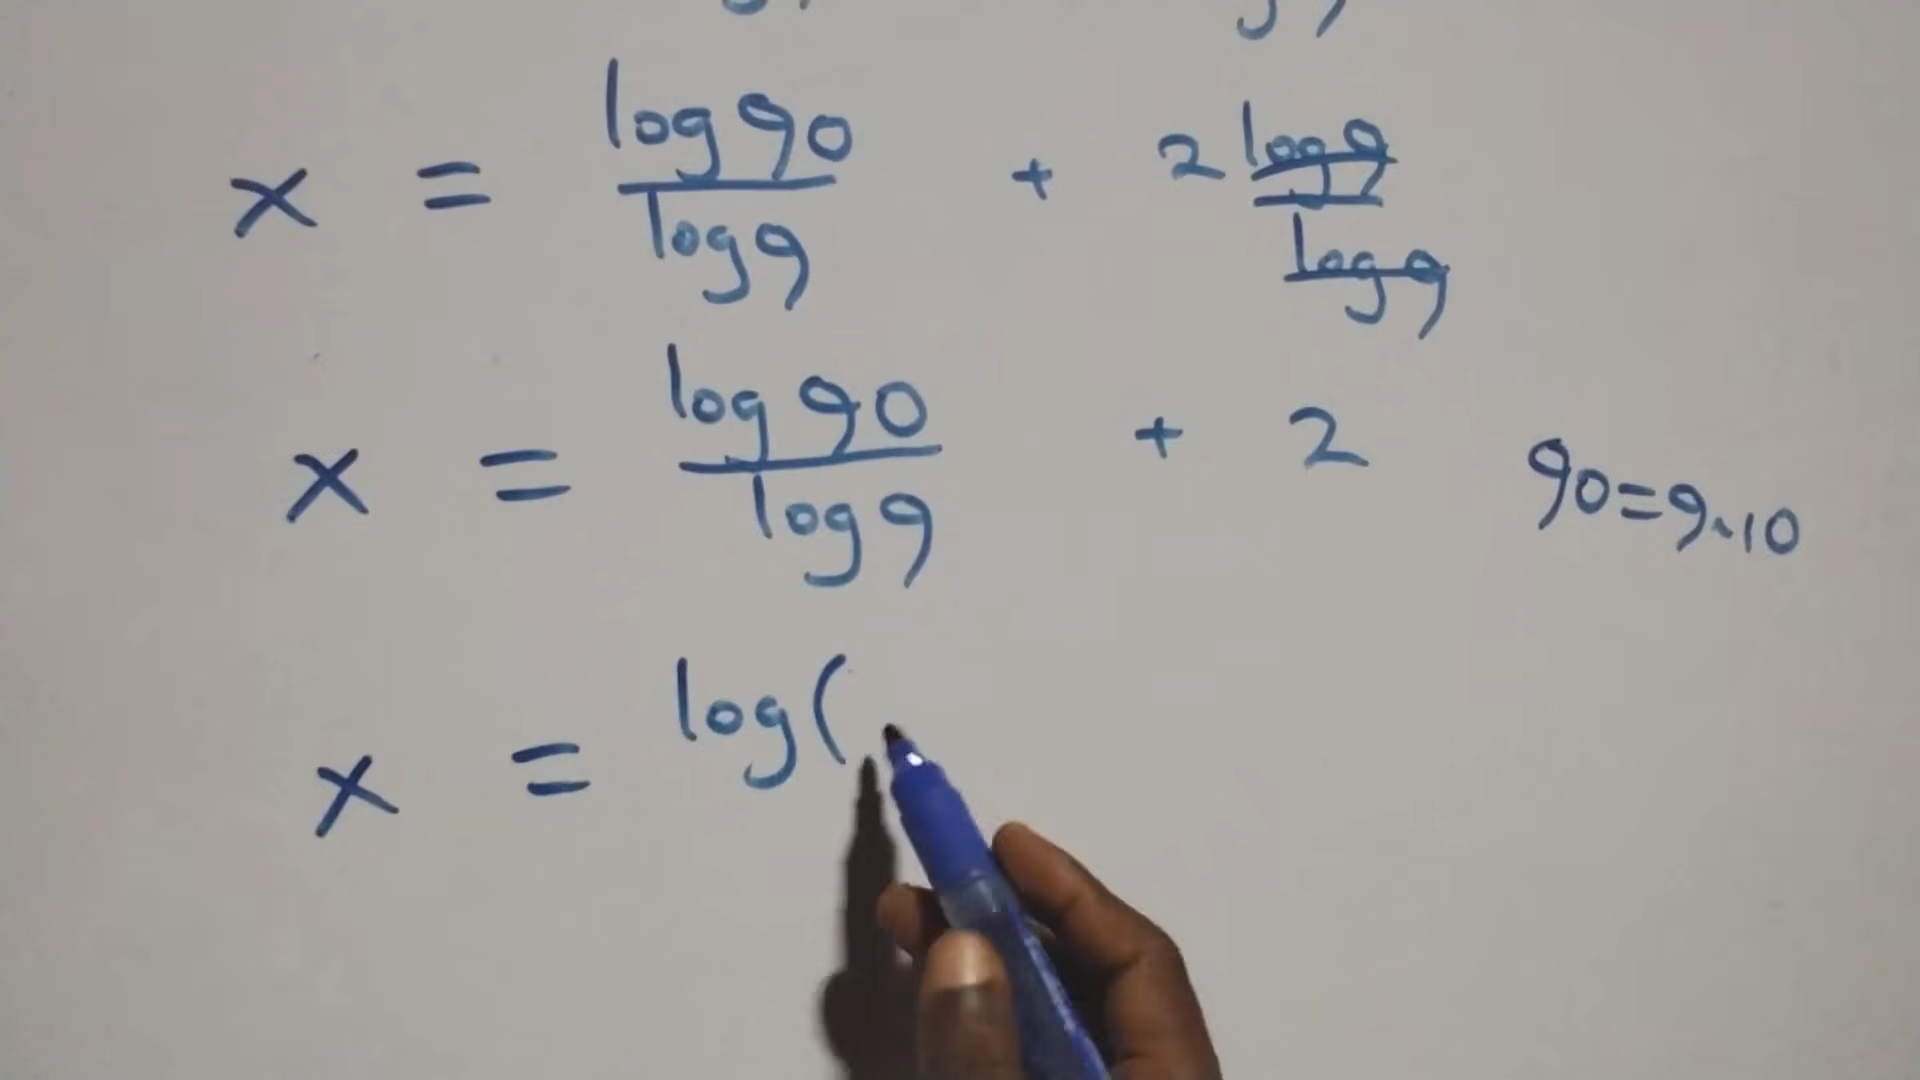 x = log 90 / log 9 + 2 log 9 / log 9
x = log 90 / log 9 + 2
90=9·10
x = log(